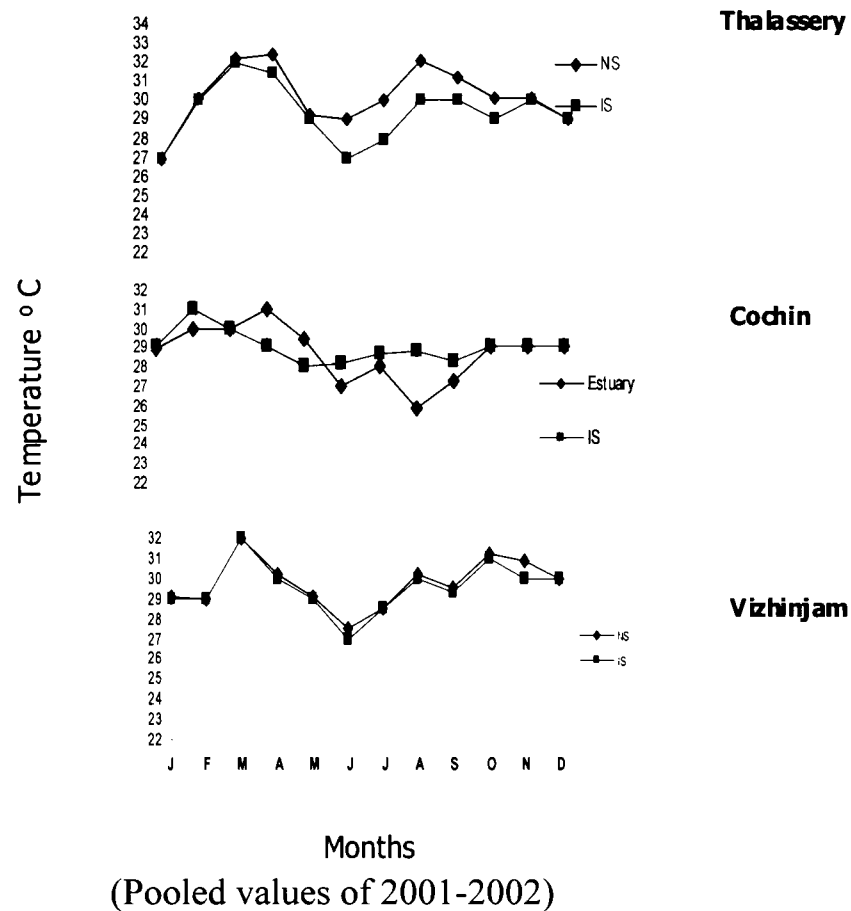 Thalassery
34
33
32
31
30
29
28
27
26
25
24
23
22
NS
IS
Temperature º C
Cochin
32
31
30
29
28
27
26
25
24
23
22
Estuary
IS
Vizhinjam
32
31
30
29
28
27
26
25
24
23
22
NS
IS
J F M A M J J A S O N D
Months
(Pooled values of 2001-2002)